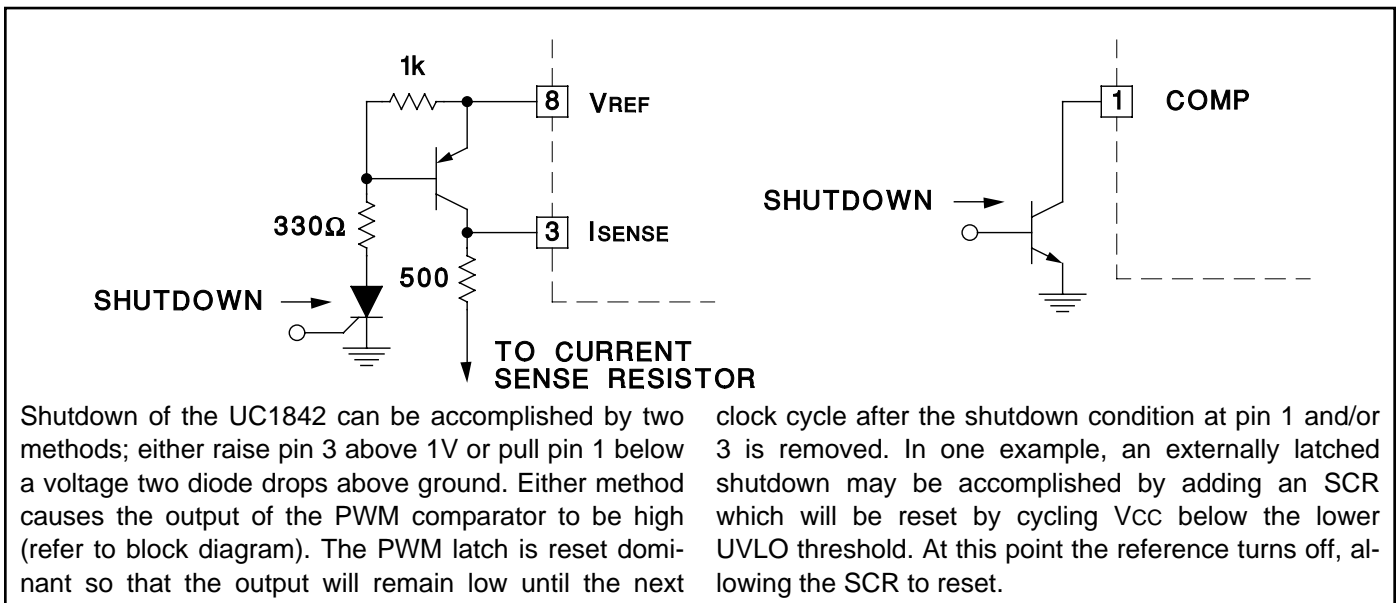 1k
8 VREF
330Ω
3 ISENSE
500
SHUTDOWN
TO CURRENT
SENSE RESISTOR
1 COMP
SHUTDOWN
Shutdown of the UC1842 can be accomplished by two
methods; either raise pin 3 above 1V or pull pin 1 below
a voltage two diode drops above ground. Either method
causes the output of the PWM comparator to be high
(refer to block diagram). The PWM latch is reset domi-
nant so that the output will remain low until the next
clock cycle after the shutdown condition at pin 1 and/or
3 is removed. In one example, an externally latched
shutdown may be accomplished by adding an SCR
which will be reset by cycling VCC below the lower
UVLO threshold. At this point the reference turns off, al-
lowing the SCR to reset.